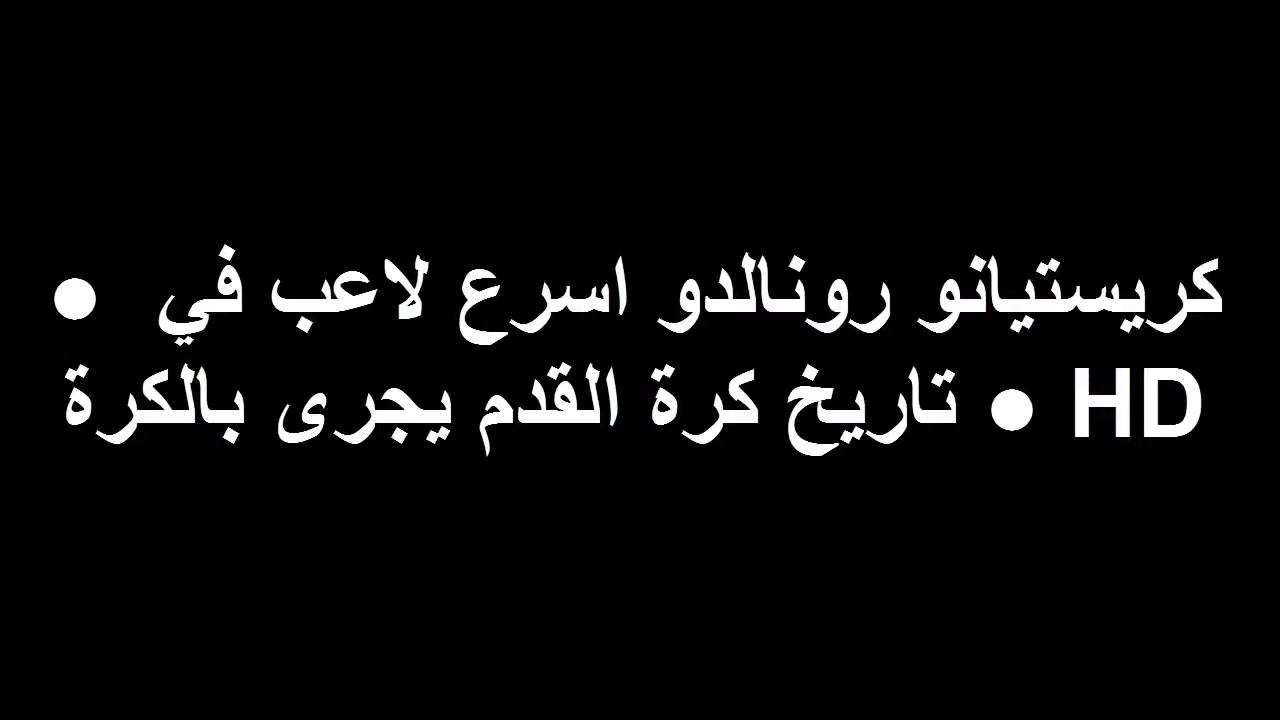 كريستيانو رونالدو اسرع لاعب في ●
HD ● تاريخ كرة القدم يجرى بالكرة